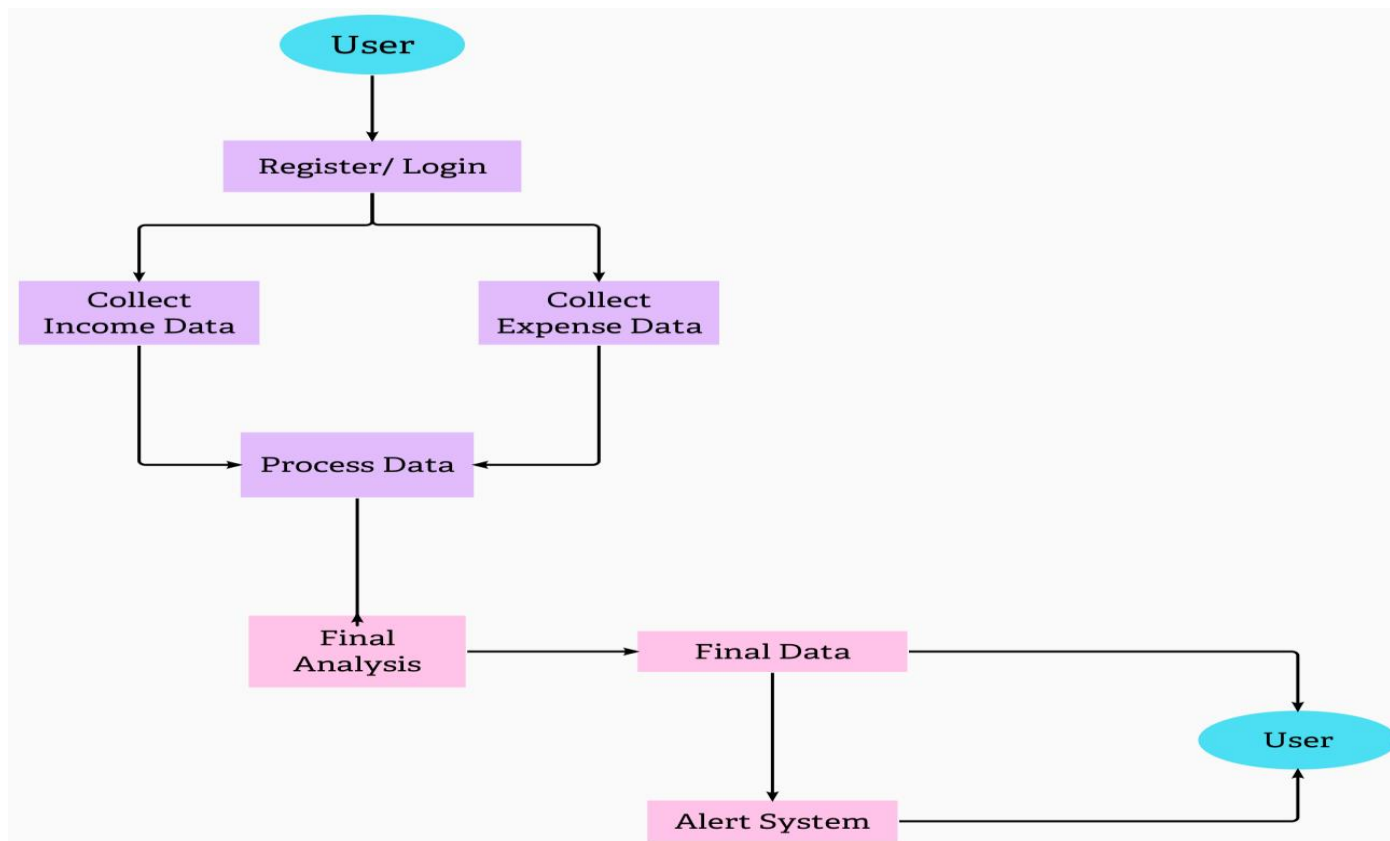 User
Register/ Login
Collect
Income Data
Collect
Expense Data
Process Data
Final
Analysis
Final Data
User
Alert System